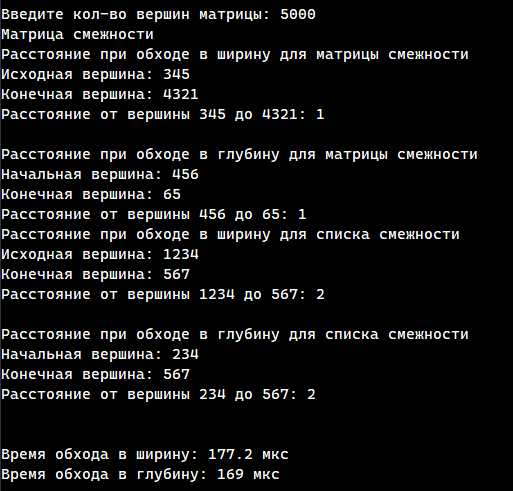 Введите кол-во вершин матрицы: 5000
Матрица смежности
Расстояние при обходе в ширину для матрицы смежности
Исходная вершина: 345
Конечная вершина: 4321
Расстояние от вершины 345 до 4321: 1
Расстояние при обходе в глубину для матрицы смежности
Начальная вершина: 456
Конечная вершина: 65
Расстояние от вершины 456 до 65: 1
Расстояние при обходе в ширину для списка смежности
Исходная вершина: 1234
Конечная вершина: 567
Расстояние от вершины 1234 до 567: 2
Расстояние при обходе в глубину для списка смежности
Начальная вершина: 234
Конечная вершина: 567
Расстояние от вершины 234 до 567: 2
Время обхода в ширину: 177.2 мкс
Время обхода в глубину: 169 мкс